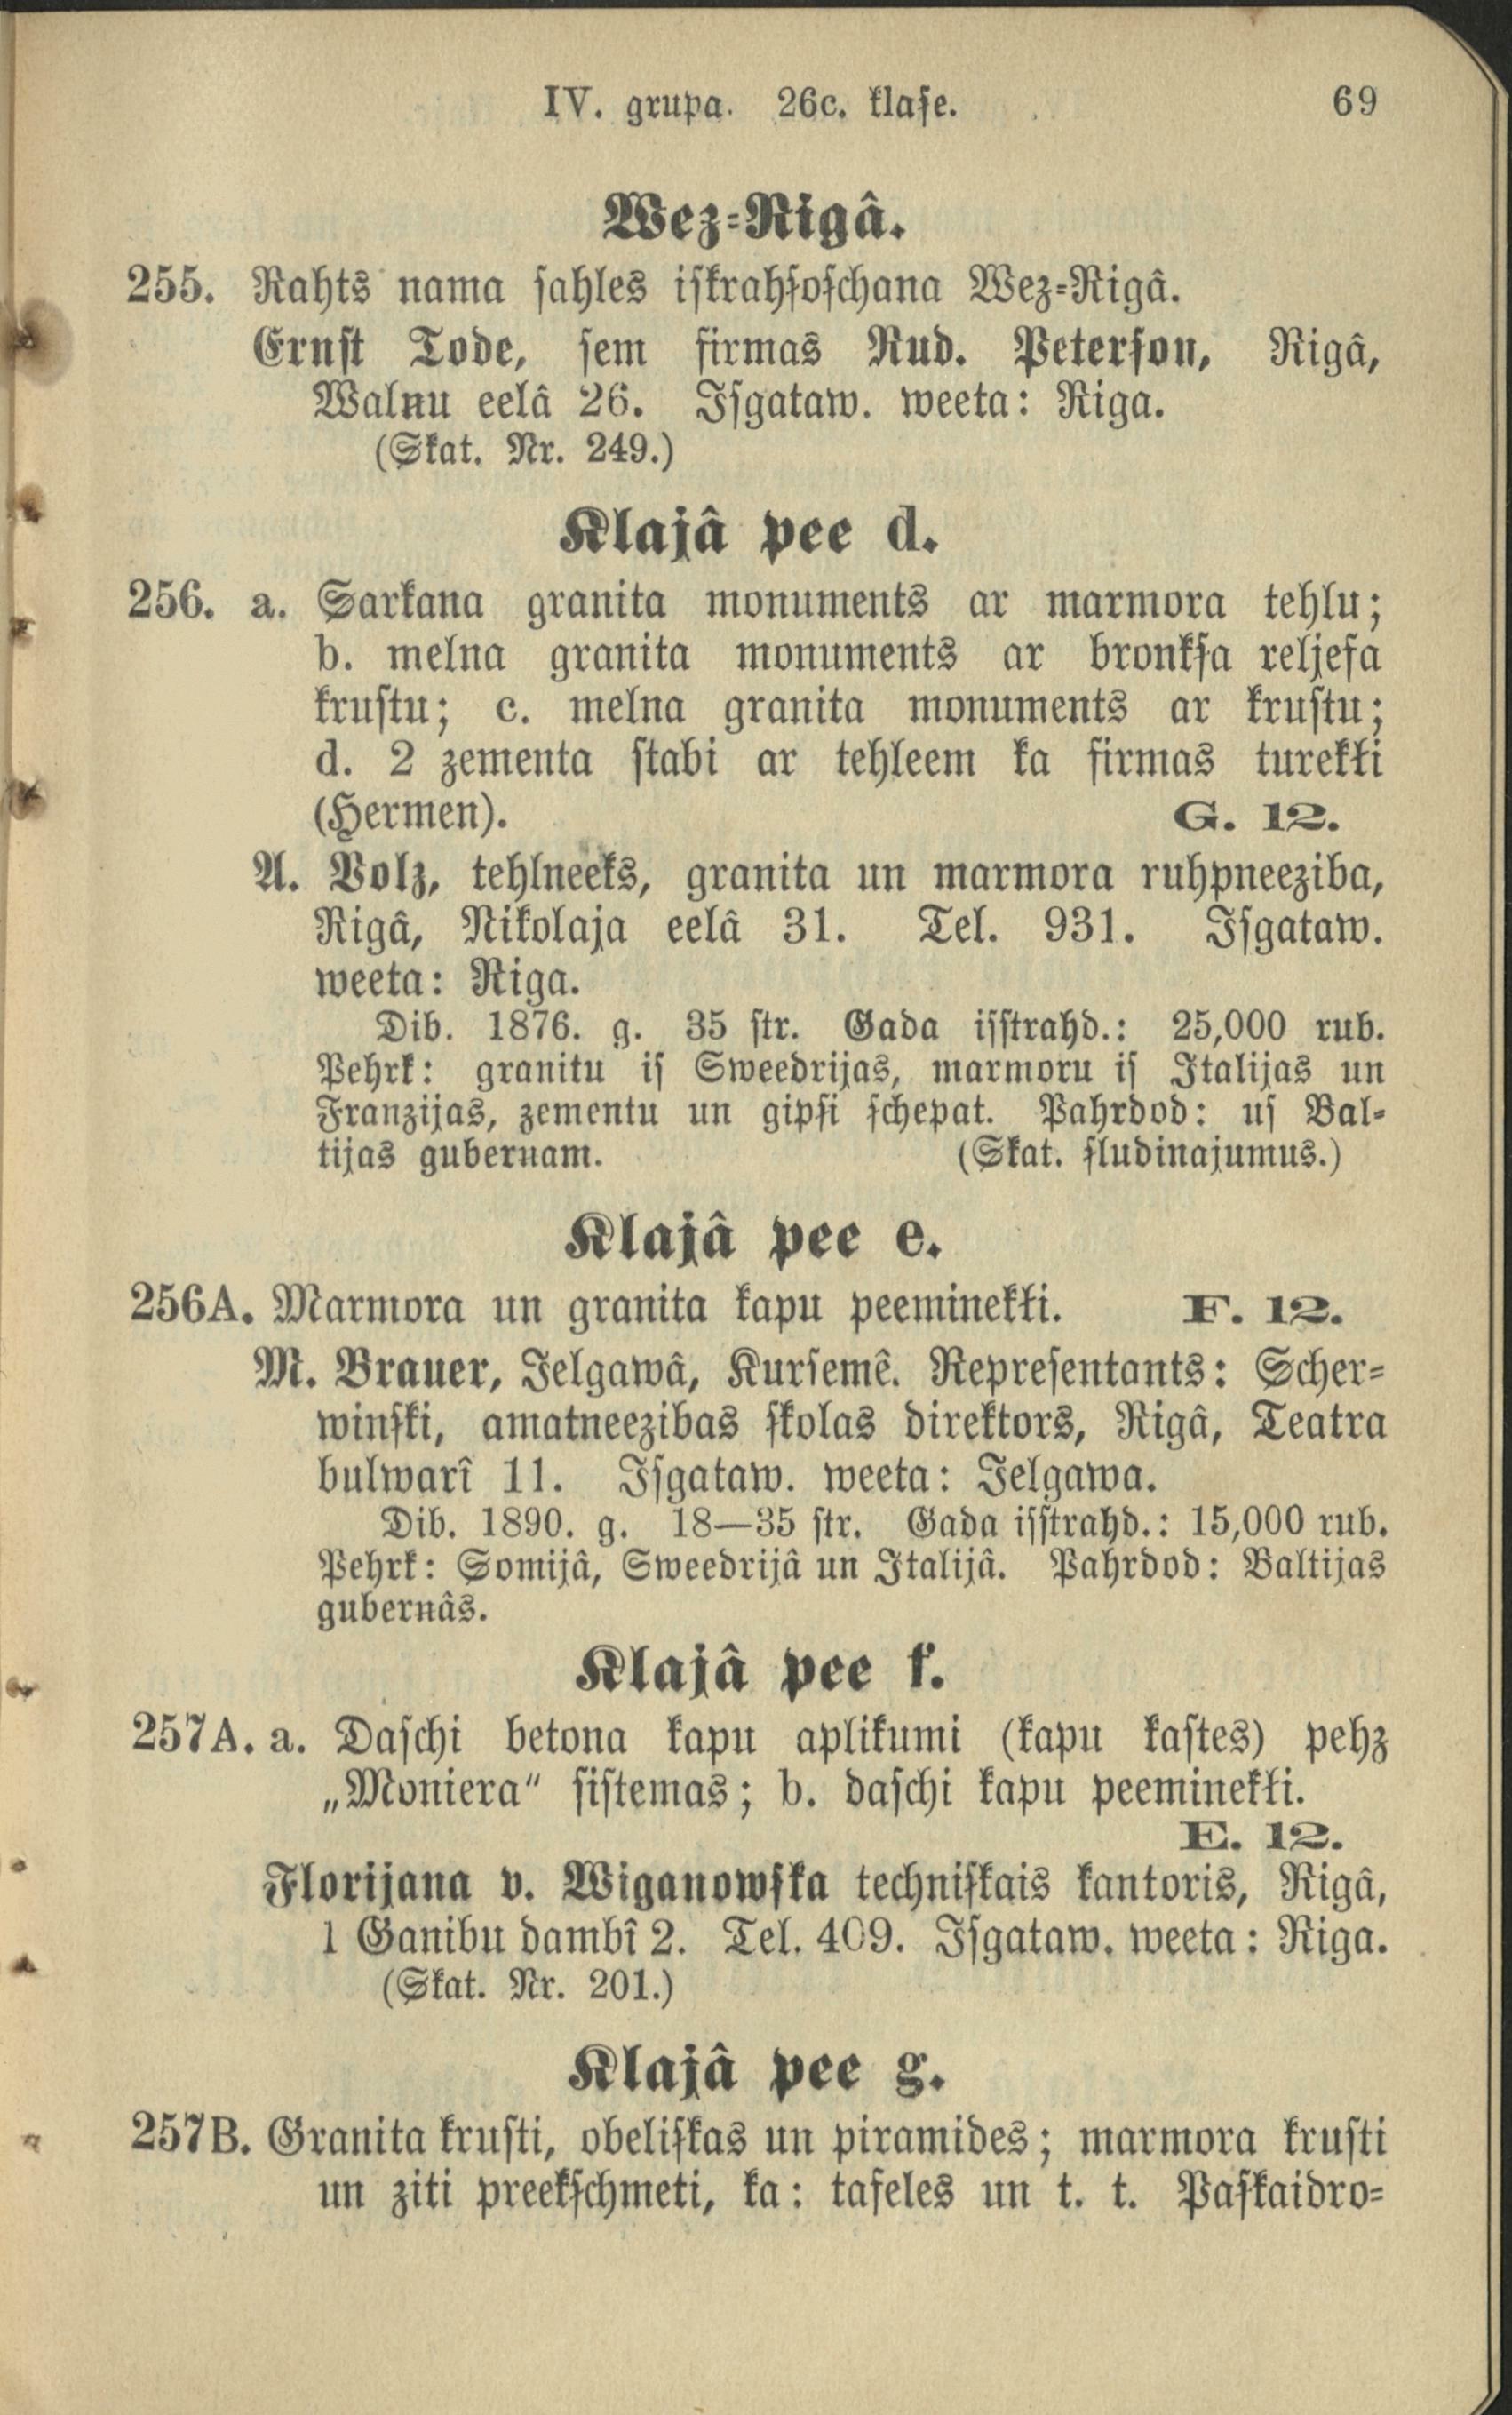 IV. grupa. 26c. klaſe.
69
Wez-Rigâ.
255. Rahts nama ſahles iſkrahſoſchana Wez-Rigâ.
Ernſt Tode, ſem firmas Rud. Peterſon, Rigâ,
Walnu eelâ 26. Iſgataw. weeta: Riga.
(Skat. Nr. 249.)
Klajâ pee d.
256. a. Sarkana granita monuments ar marmora tehlu;
b. melna granita monuments ar bronkſa reljefa
kruſtu; c. melna granita monuments ar kruſtu;
d. 2 zementa ſtabi ar tehleem ka firmas turekłi
(Hermen). G. 12.
A. Volz, tehlneeks, granita un marmora ruhpneeziba,
Rigâ, Nikolaja eelâ 31. Tel. 931. Iſgataw.
weeta: Riga.
Dib. 1876. g. 35 ſtr. Gada iſſtrahd.: 25,000 rub.
Pehrk: granitu iſ Sweedrijas, marmoru iſ Italijas un
Franzijas, zementu un gipſi ſchepat. Pahrdod: uſ Bal-
tijas gubernam. (Skat. ſludinajumus.)
Klajâ pee e.
256A. Marmora un granita kapu peeminekłi. F. 12.
M. Brauer, Jelgawâ, Kurſemê. Repreſentants: Scher-
winſki, amatneezibas ſkolas direktors, Rigâ, Teatra
bulwarî 11. Iſgataw. weeta: Jelgawa.
Dib. 1890. g. 18—35 ſtr. Gada iſſtrahd.: 15,000 rub.
Pehrk: Somijâ, Sweedrijâ un Italijâ. Pahrdod: Baltijas
gubernâs.
Klajâ pee f.
257A. a. Daſchi betona kapu aplikumi (kapu kaſtes) pehz
„Moniera“ ſiſtemas; b. daſchi kapu peeminekłi.
E. 12.
Florijana v. Wiganowſka techniſkais kantoris, Rigâ,
1 Ganibu dambî 2. Tel. 409. Iſgataw. weeta: Riga.
(Skat. Nr. 201.)
Klajâ pee g.
257B. Granita kruſti, obeliſkas un piramides; marmora kruſti
un ziti preekſchmeti, ka: tafeles un t. t. Paſkaidro-